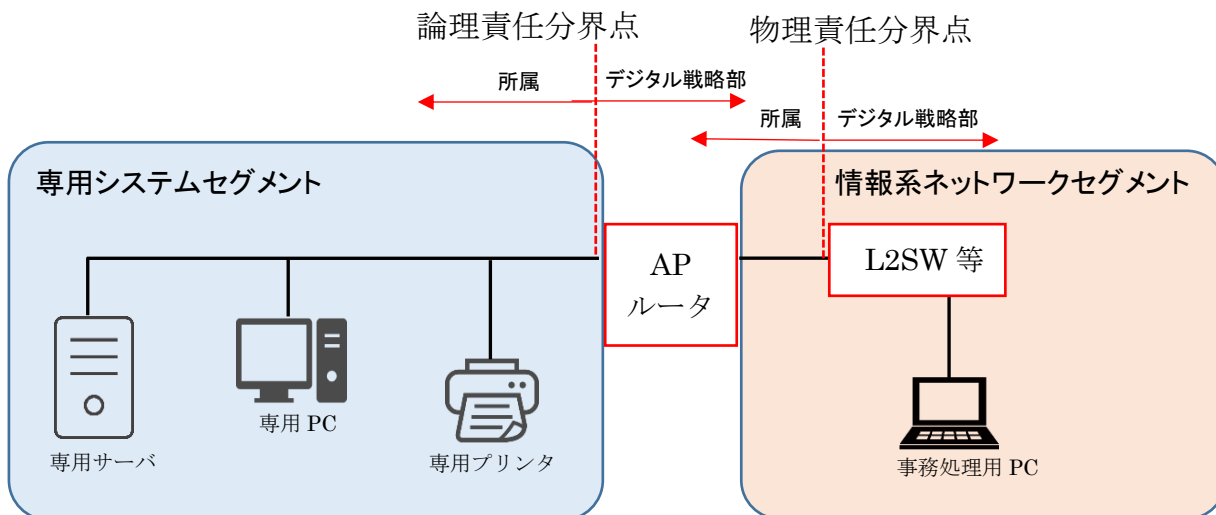 論理責任分界点
物理責任分界点
所属
デジタル戦略部
所属
デジタル戦略部
専用システムセグメント
情報系ネットワークセグメント
AP
ルータ
L2SW 等
専用サーバ
専用 PC
専用プリンタ
事務処理用 PC